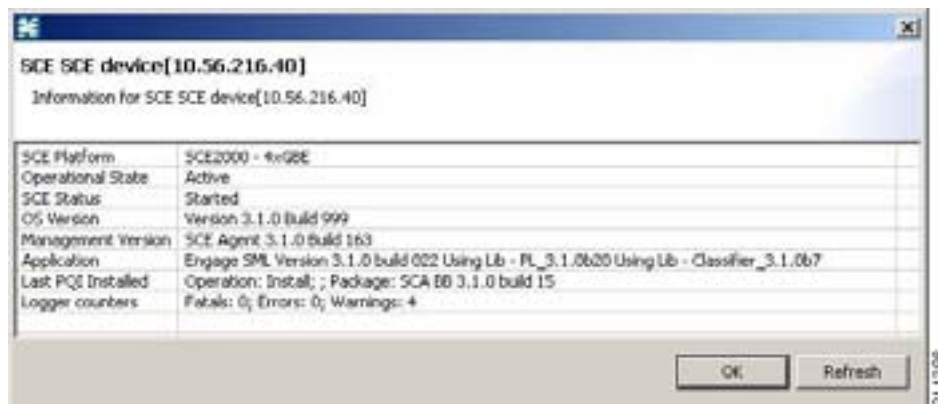 SCE SCE device[10.56.216.40]
Information for SCE SCE device[10.56.216.40]
SCE Platform SCE2000 - 4xGBE
Operational State Active
SCE Status Started
OS Version Version 3.1.0 Build 999
Management Version SCE Agent 3.1.0 Build 163
Application Engage SML Version 3.1.0 build 022 Using Lib - PL_3.1.0b20 Using Lib - Classifier_3.1.0b7
Last PQI Installed Operation: Install; ; Package: SCA BB 3.1.0 build 15
Logger counters Fatals: 0; Errors: 0; Warnings: 4
OK Refresh